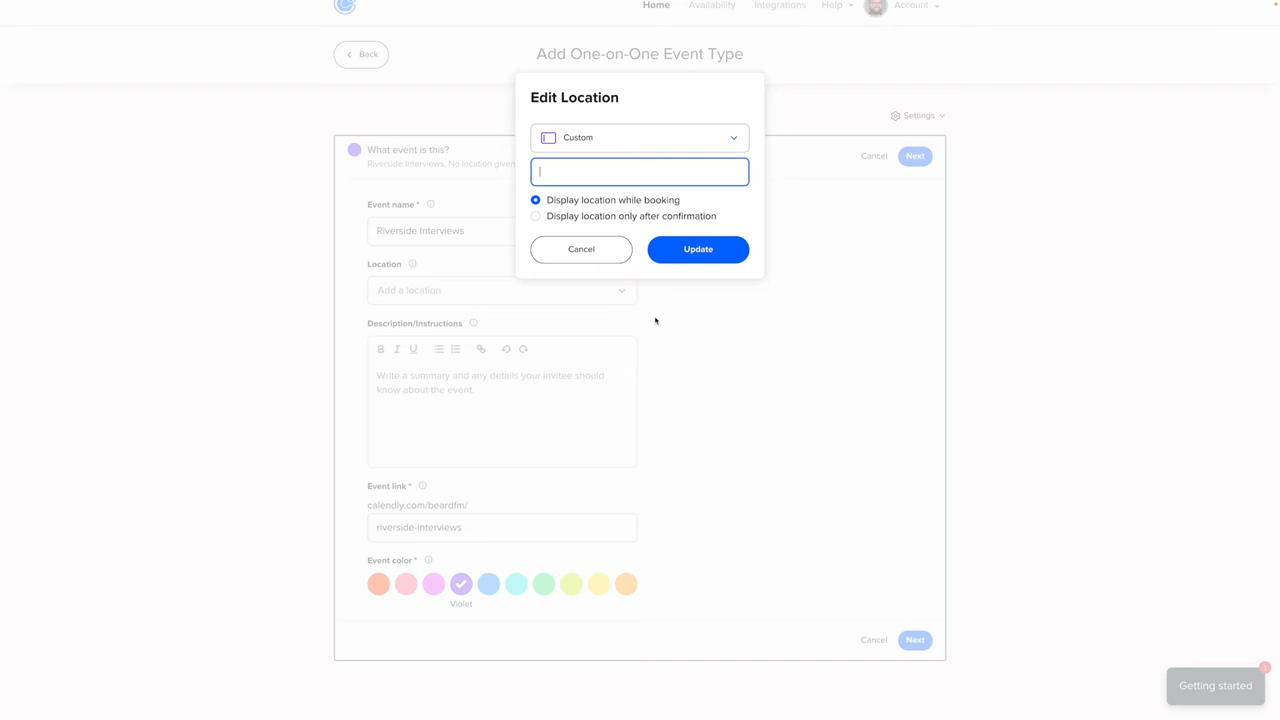 Home Availability Integrations Help Account
Back
Add One-on-One Event Type
Edit Location
Custom
Display location while booking
Display location only after confirmation
Cancel Update
Settings
What event is this?
Riverside Interviews, No location given
Cancel Next
Event name *
Riverside Interviews
Location
Add a location
Description/Instructions
B I U
Write a summary and any details your invitee should
know about the event.
Event link *
calendly.com/beardfm/
riverside-interviews
Event color *
Violet
Cancel Next
Getting started